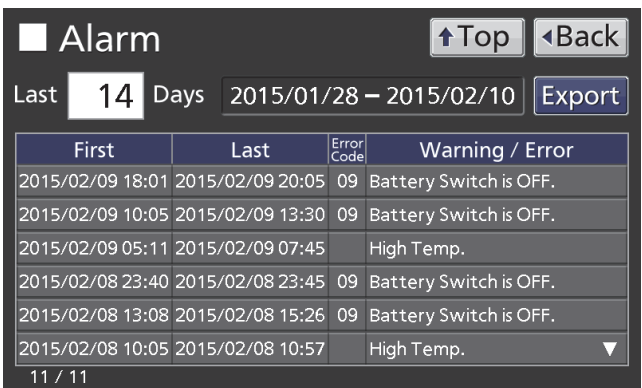 Alarm ↑Top ◂Back
Last 14 Days 2015/01/28 – 2015/02/10 Export
First Last Error Code Warning / Error
2015/02/09 18:01 2015/02/09 20:05 09 Battery Switch is OFF.
2015/02/09 10:05 2015/02/09 13:30 09 Battery Switch is OFF.
2015/02/09 05:11 2015/02/09 07:45 High Temp.
2015/02/08 23:40 2015/02/08 23:45 09 Battery Switch is OFF.
2015/02/08 13:08 2015/02/08 15:26 09 Battery Switch is OFF.
2015/02/08 10:05 2015/02/08 10:57 High Temp. ▼
11 / 11